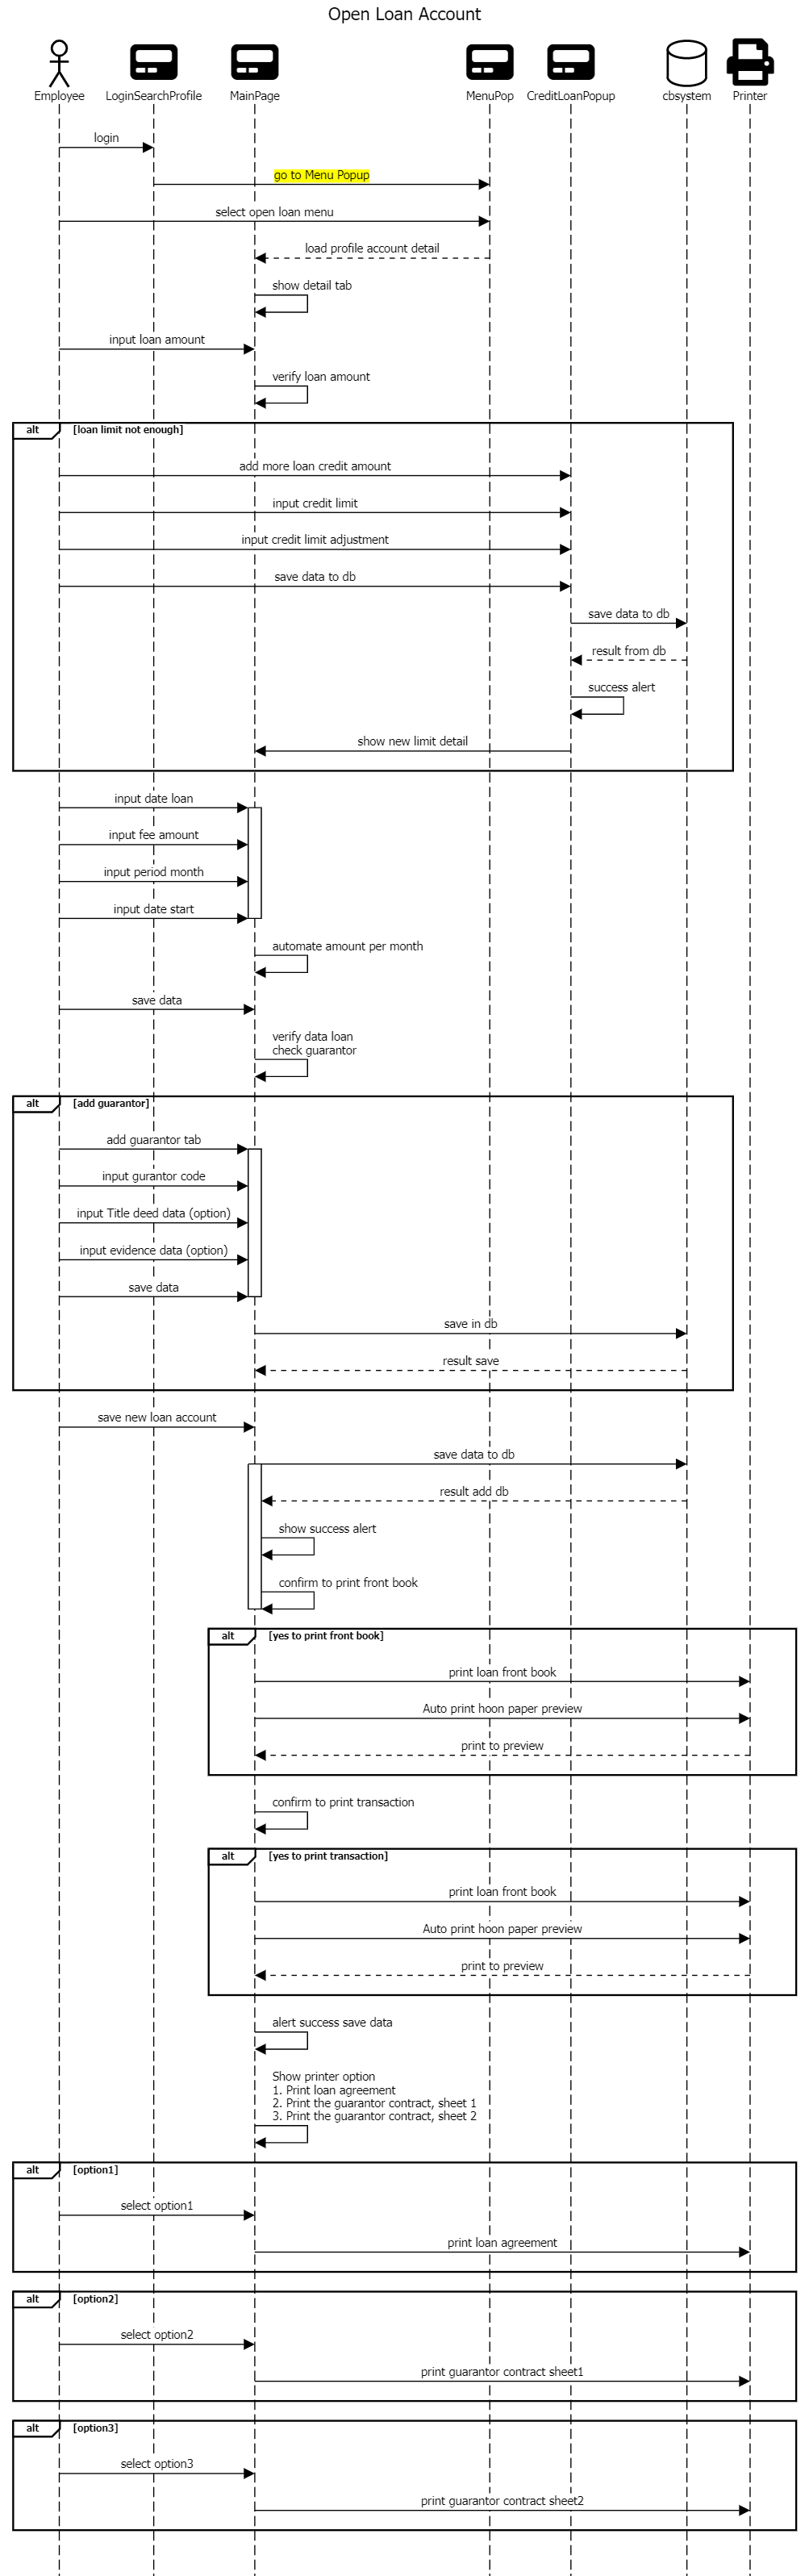 Open Loan Account
Employee
LoginSearchProfile
MainPage
MenuPop
CreditLoanPopup
cbsystem
Printer
login
go to Menu Popup
select open loan menu
load profile account detail
show detail tab
input loan amount
verify loan amount
alt [loan limit not enough]
add more loan credit amount
input credit limit
input credit limit adjustment
save data to db
save data to db
result from db
success alert
show new limit detail
input date loan
input fee amount
input period month
input date start
automate amount per month
save data
verify data loan
check guarantor
alt [add guarantor]
add guarantor tab
input gurantor code
input Title deed data (option)
input evidence data (option)
save data
save in db
result save
save new loan account
save data to db
result add db
show success alert
confirm to print front book
alt [yes to print front book]
print loan front book
Auto print hoon paper preview
print to preview
confirm to print transaction
alt [yes to print transaction]
print loan front book
Auto print hoon paper preview
print to preview
alert success save data
Show printer option
1. Print loan agreement
2. Print the guarantor contract, sheet 1
3. Print the guarantor contract, sheet 2
alt [option1]
select option1
print loan agreement
alt [option2]
select option2
print guarantor contract sheet1
alt [option3]
select option3
print guarantor contract sheet2